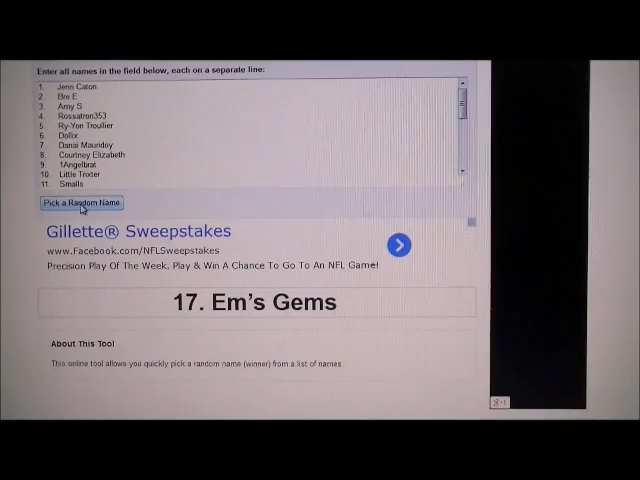 Enter all names in the field below, each on a separate line:
1. Jenn Caton
2. Bre E
3. Amy S
4. Rossatron353
5. Ry-Yon Troullier
6. Dollix
7. Danai Mauridoy
8. Courtney Elizabeth
9. 1Angelbrat
10. Little Trixter
11. Smalls
Pick a Random Name
Gillette® Sweepstakes
www.Facebook.com/NFLSweepstakes
Precision Play Of The Week. Play & Win A Chance To Go To An NFL Game!
17. Em's Gems
About This Tool
This online tool allows you quickly pick a random name (winner) from a list of names.